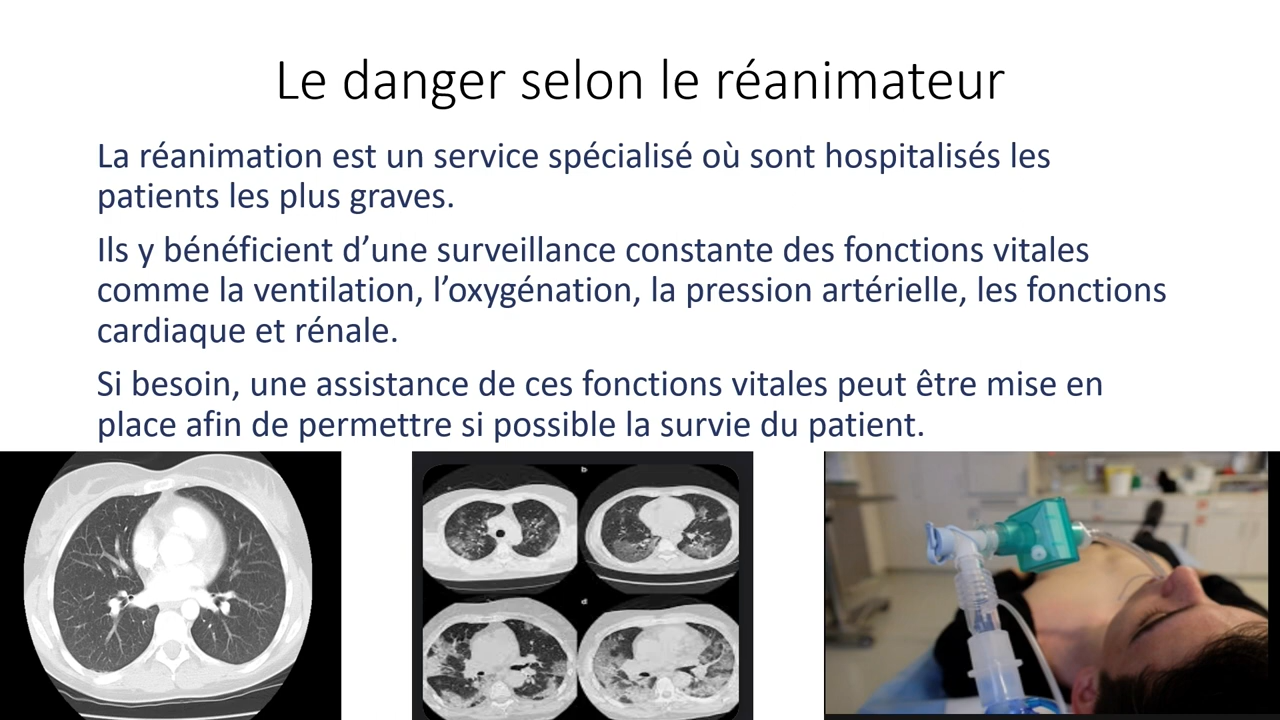 Le danger selon le réanimateur
La réanimation est un service spécialisé où sont hospitalisés les
patients les plus graves.
Ils y bénéficient d’une surveillance constante des fonctions vitales
comme la ventilation, l’oxygénation, la pression artérielle, les fonctions
cardiaque et rénale.
Si besoin, une assistance de ces fonctions vitales peut être mise en
place afin de permettre si possible la survie du patient.
b
d